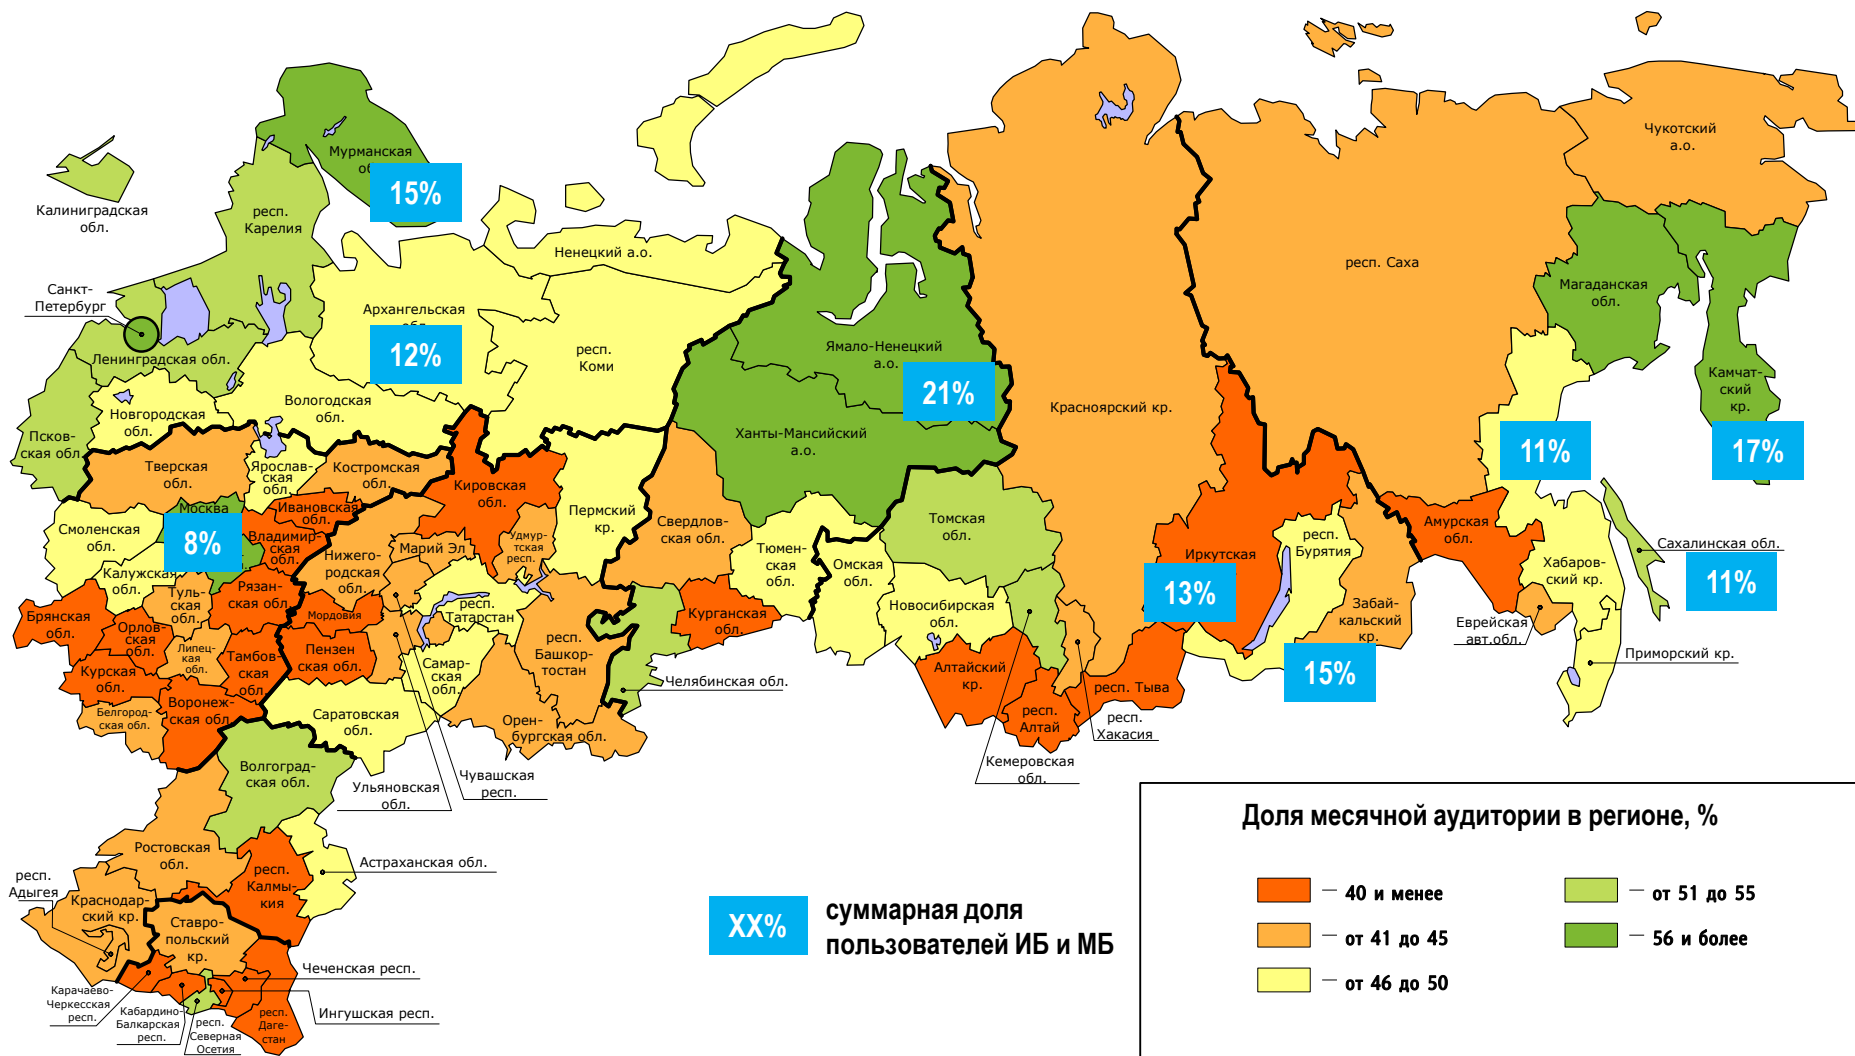 Мурманская
об
15%
Калиниградская
обл.
респ.
Карелия
Санкт-
Петербург
Ненецкий а.о.
Архангельская
12%
респ.
Коми
Ленинградская обл.
Новгородская
обл.
Вологодская
обл.
Псков-
ская обл.
Тверская
обл.
Ярослав-
ская
обл.
Костромская
обл.
Кировская
обл.
Пермский
кр.
Смоленская
обл.
Москва
8%
Ивановская
обл.
Владимир-
ская
обл.
Калужская
обл.
Нижего-
родская
обл.
Марий Эл
Удмур-
тская
респ.
Брянская
обл.
Туль-
ская
обл.
Рязан-
ская обл.
Мордовия
респ.
Татарстан
Орлов-
ская
обл.
Липец-
кая
обл.
Тамбов-
ская
обл.
Пензен
ская обл.
Самар-
ская
обл.
респ.
Башкор-
тостан
Курская
обл.
Белгород-
ская обл.
Воронеж-
ская обл.
Саратовская
обл.
Орен-
бургская обл.
Волгоград-
ская обл.
Ульяновская
обл.
Чувашская
респ.
Ростовская
обл.
респ.
Калмы-
кия
Астраханская обл.
респ.
Адыгея
Краснодар-
ский кр.
Ставро-
польский
кр.
Чеченская респ.
Карачаево-
Черкесская
респ.
Кабардино-
Балкарская
респ.
респ.
Северная
Осетия
респ.
Даге-
стан
Ингушская респ.
Ямало-Ненецкий
а.о.
21%
Ханты-Мансийский
а.о.
Свердлов-
ская обл.
Тюмен-
ская
обл.
Омская
обл.
Томская
обл.
Курганская
обл.
Челябинская обл.
Новосибирская
обл.
Алтайский
кр.
респ.
Алтай
респ. Тыва
респ.
Хакасия
Кемеровская
обл.
Красноярский кр.
Иркутская
13%
респ.
Бурятия
15%
Забай-
кальский
кр.
респ. Саха
Чукотский
а.о.
Магаданская
обл.
Камчат-
ский
кр.
17%
11%
Амурская
обл.
Хабаров-
ский кр.
Сахалинская обл.
11%
Еврейская
авт.обл.
Приморский кр.
XX%
суммарная доля
пользователей ИБ и МБ
Доля месячной аудитории в регионе, %
— 40 и менее
— от 41 до 45
— от 46 до 50
— от 51 до 55
— 56 и более